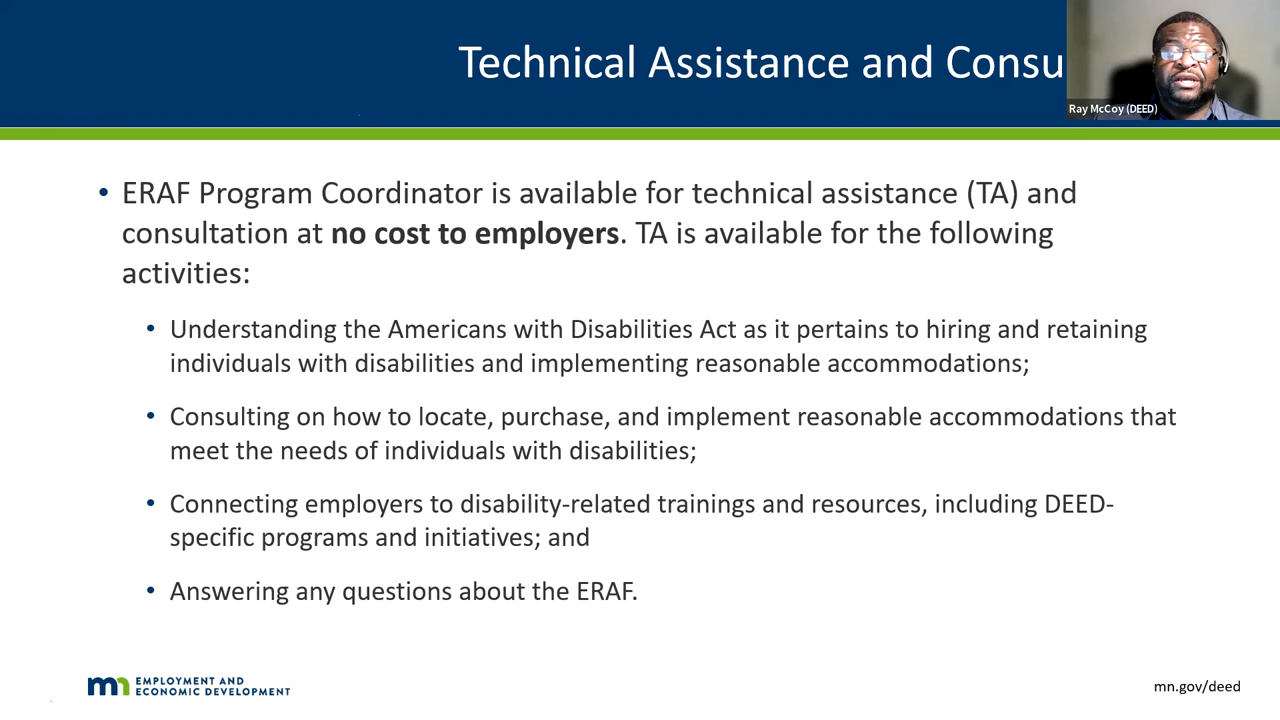 Technical Assistance and Consu
Ray McCoy (DEED)
• ERAF Program Coordinator is available for technical assistance (TA) and
consultation at no cost to employers. TA is available for the following
activities:
• Understanding the Americans with Disabilities Act as it pertains to hiring and retaining
individuals with disabilities and implementing reasonable accommodations;
• Consulting on how to locate, purchase, and implement reasonable accommodations that
meet the needs of individuals with disabilities;
• Connecting employers to disability-related trainings and resources, including DEED-
specific programs and initiatives; and
• Answering any questions about the ERAF.
mn EMPLOYMENT AND
ECONOMIC DEVELOPMENT
mn.gov/deed